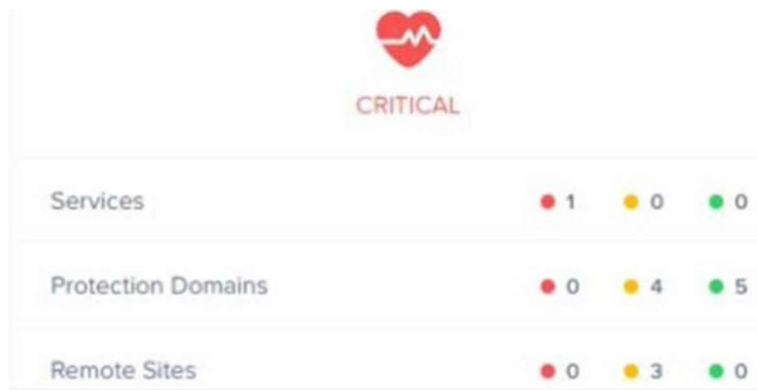 CRITICAL
Services 1 0 0
Protection Domains 0 4 5
Remote Sites 0 3 0